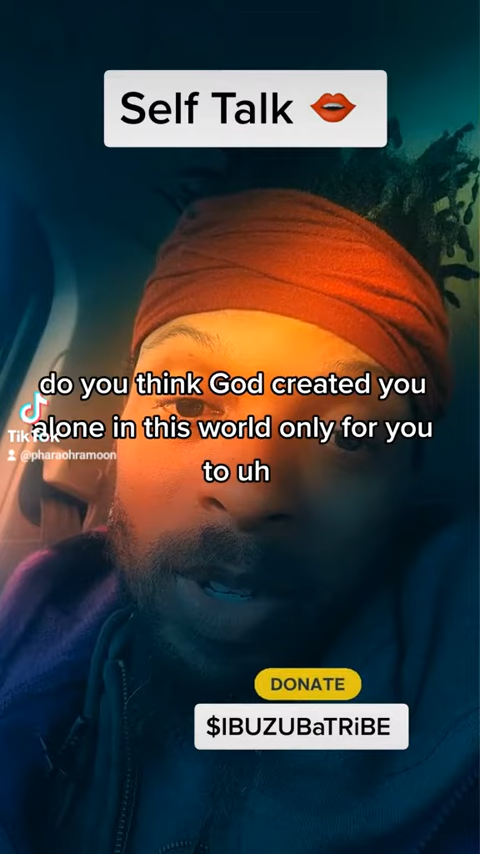 Self Talk 👄
do you think God created you
alone in this world only for you
to uh
TikTok
@pharaohramoon
DONATE
$IBUZUBaTRiBE